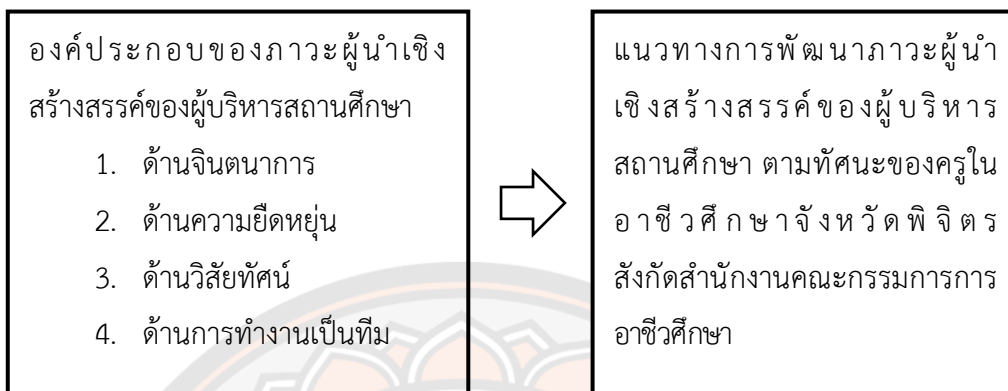 องค์ประกอบของภาวะผู้นำเชิง
สร้างสรรค์ของผู้บริหารสถานศึกษา
1. ด้านจินตนาการ
2. ด้านความยืดหยุ่น
3. ด้านวิสัยทัศน์
4. ด้านการทำงานเป็นทีม
แนวทางการพัฒนาภาวะผู้นำ
เชิงสร้างสรรค์ของผู้บริหาร
สถานศึกษา ตามทัศนะของครูใน
อาชีวศึกษาจังหวัดพิจิตร
สังกัดสำนักงานคณะกรรมการการ
อาชีวศึกษา